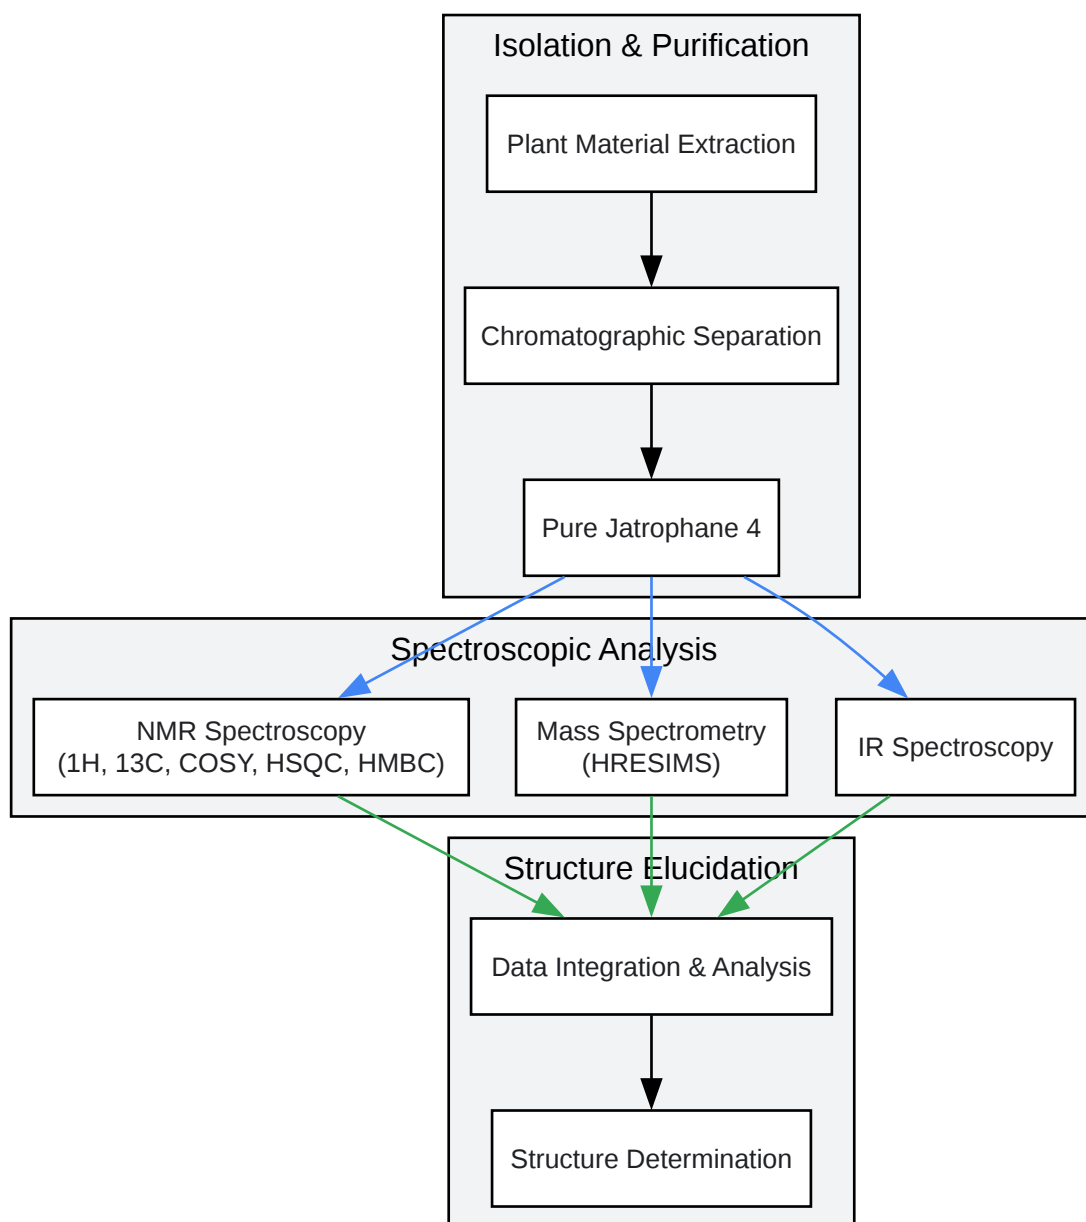 Isolation & Purification
Plant Material Extraction
Chromatographic Separation
Pure Jatrophane 4
Spectroscopic Analysis
NMR Spectroscopy
(1H, 13C, COSY, HSQC, HMBC)
Mass Spectrometry
(HRESIMS)
IR Spectroscopy
Structure Elucidation
Data Integration & Analysis
Structure Determination